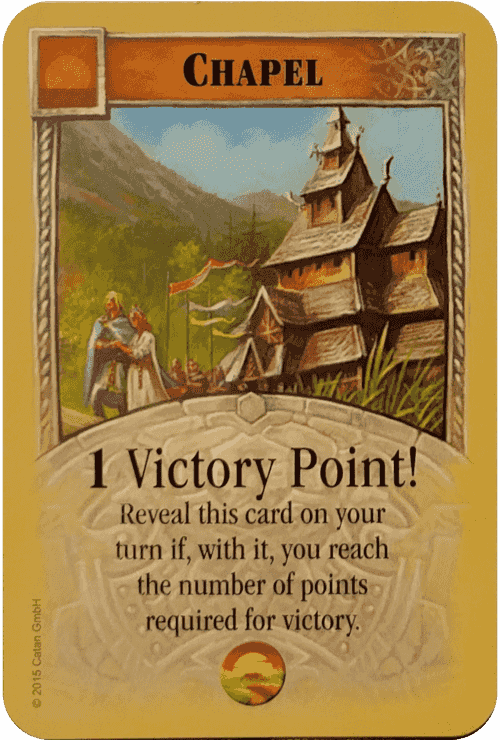 CHAPEL
1 Victory Point!
Reveal this card on your
turn if, with it, you reach
the number of points
required for victory.
© 2015 Catan GmbH